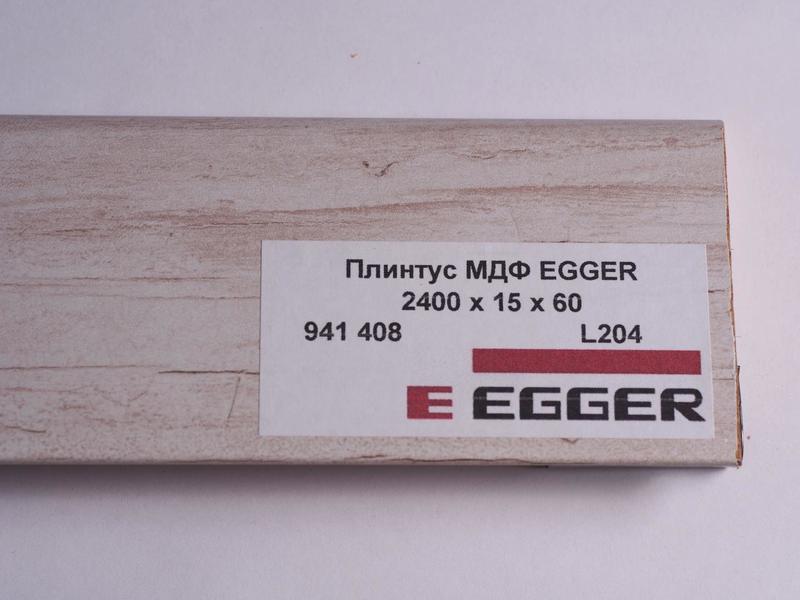 Плинтус МДФ EGGER
2400 х 15 х 60
941 408 L204
E EGGER